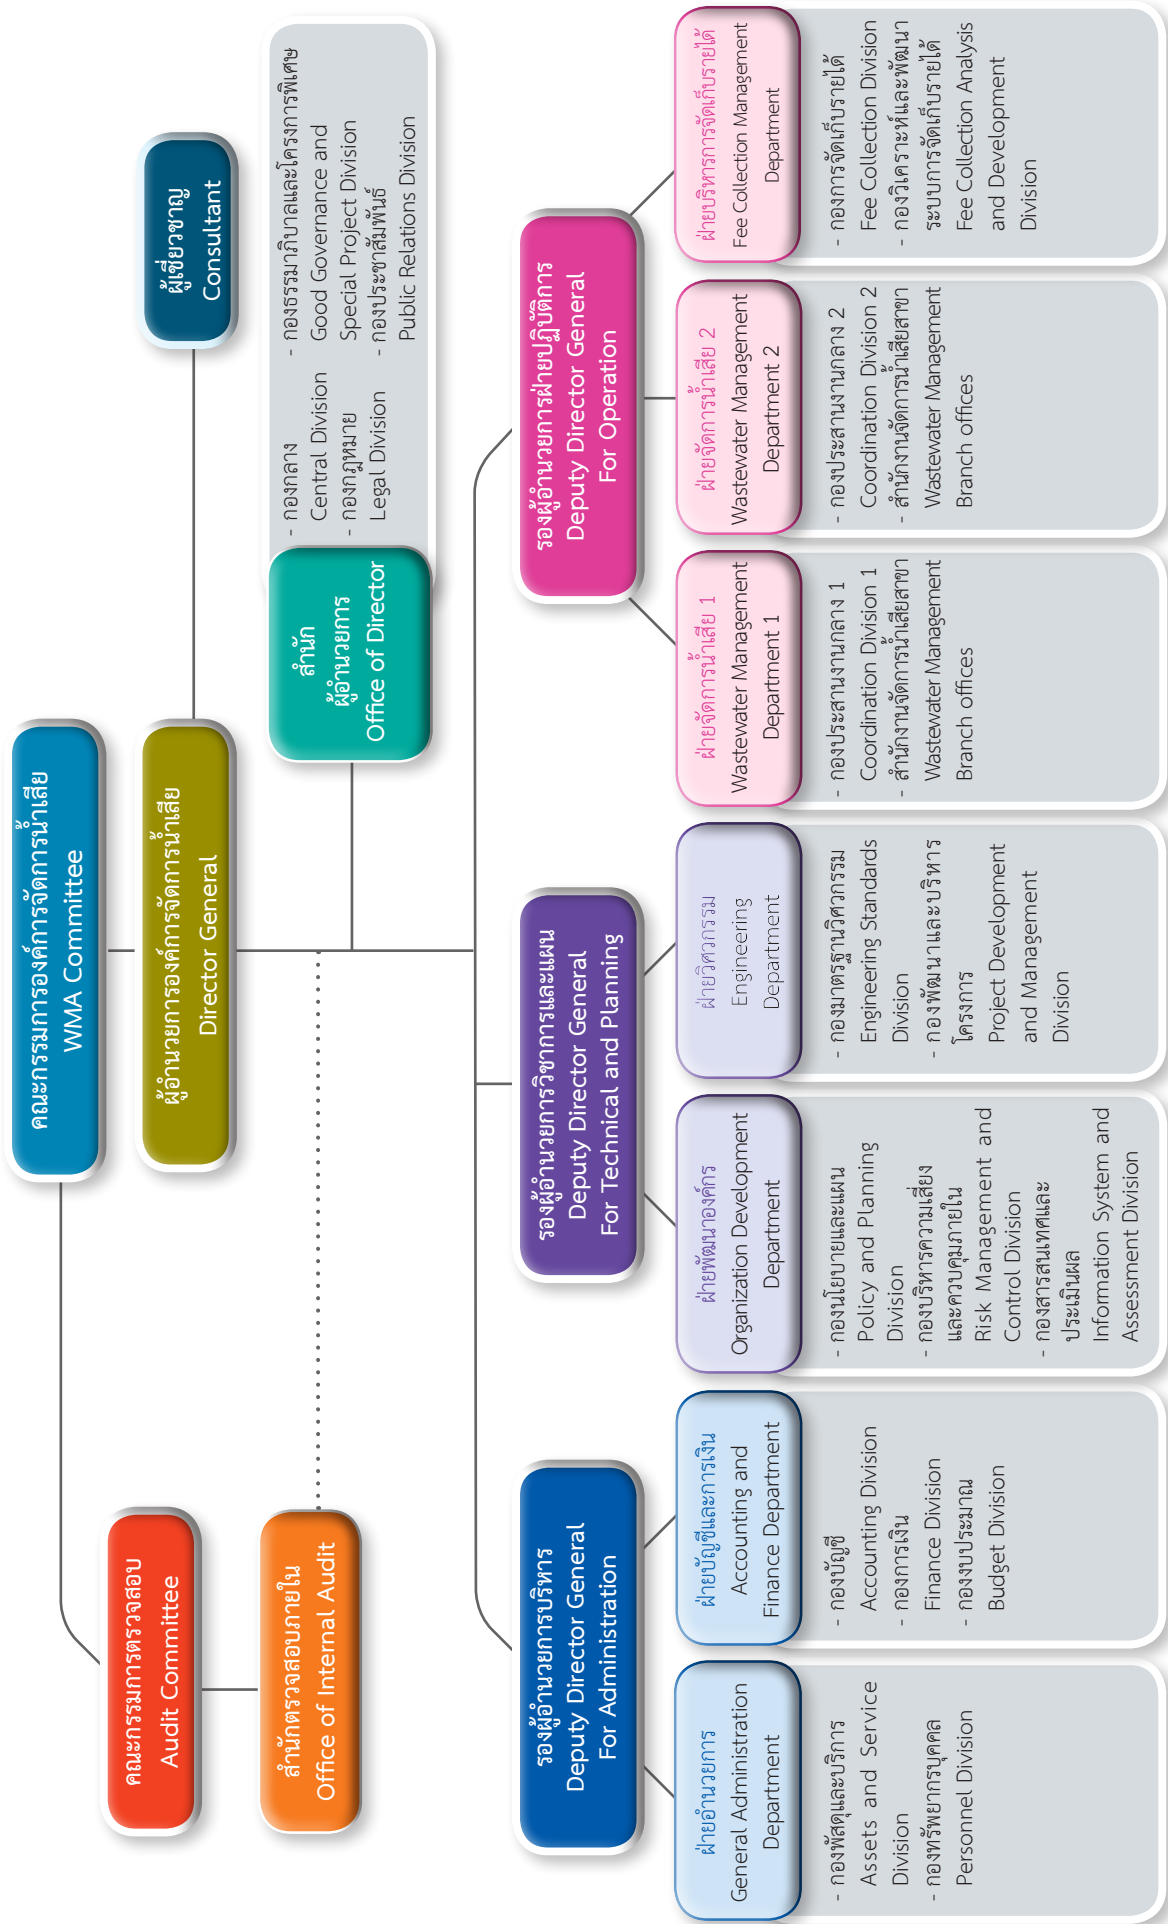 คณะกรรมการองค์การจัดการน้ำเสีย
WMA Committee
ผู้อำนวยการองค์การจัดการน้ำเสีย
Director General
ผู้เชี่ยวชาญ
Consultant
คณะกรรมการตรวจสอบ
Audit Committee
สำนักตรวจสอบภายใน
Office of Internal Audit
สำนัก
ผู้อำนวยการ
Office of Director
- กองกลาง
Central Division
- กองกฎหมาย
Legal Division
- กองธรรมาภิบาลและโครงการพิเศษ
Good Governance and
Special Project Division
- กองประชาสัมพันธ์
Public Relations Division
รองผู้อำนวยการบริหาร
Deputy Director General
For Administration
รองผู้อำนวยการวิชาการและแผน
Deputy Director General
For Technical and Planning
รองผู้อำนวยการฝ่ายปฏิบัติการ
Deputy Director General
For Operation
ฝ่ายอำนวยการ
General Administration
Department
- กองพัสดุและบริการ
Assets and Service
Division
- กองทรัพยากรบุคคล
Personnel Division
ฝ่ายบัญชีและการเงิน
Accounting and
Finance Department
- กองบัญชี
Accounting Division
- กองการเงิน
Finance Division
- กองงบประมาณ
Budget Division
ฝ่ายพัฒนาองค์กร
Organization Development
Department
- กองนโยบายและแผน
Policy and Planning
Division
- กองบริหารความเสี่ยง
และควบคุมภายใน
Risk Management and
Control Division
- กองสารสนเทศและ
ประเมินผล
Information System and
Assessment Division
ฝ่ายวิศวกรรม
Engineering
Department
- กองมาตรฐานวิศวกรรม
Engineering Standards
Division
- กองพัฒนาและบริหาร
โครงการ
Project Development
and Management
Division
ฝ่ายจัดการน้ำเสีย 1
Wastewater Management
Department 1
- กองประสานงานกลาง 1
Coordination Division 1
- สำนักงานจัดการน้ำเสียสาขา
Wastewater Management
Branch offices
ฝ่ายจัดการน้ำเสีย 2
Wastewater Management
Department 2
- กองประสานงานกลาง 2
Coordination Division 2
- สำนักงานจัดการน้ำเสียสาขา
Wastewater Management
Branch offices
ฝ่ายบริหารการจัดเก็บรายได้
Fee Collection Management
Department
- กองการจัดเก็บรายได้
Fee Collection Division
- กองวิเคราะห์และพัฒนา
ระบบการจัดเก็บรายได้
Fee Collection Analysis
and Development
Division